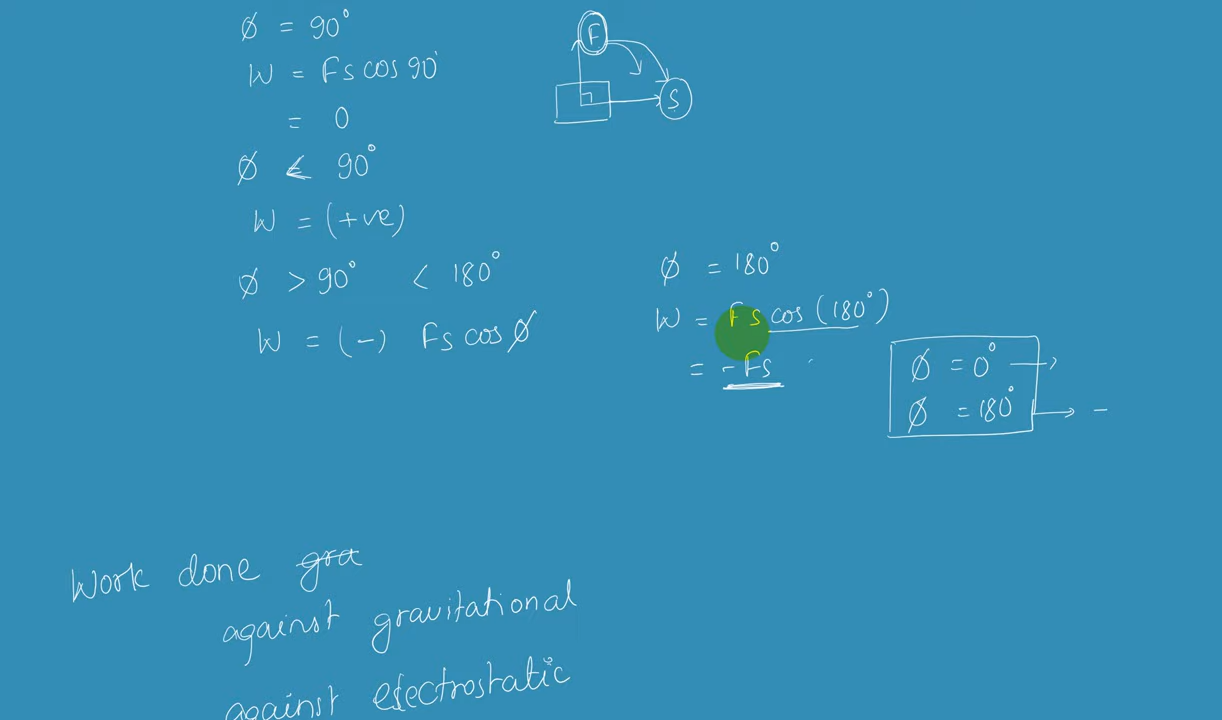 ø = 90°
W = Fs cos 90°
= 0
ø < 90°
W = (+ve)
ø > 90° < 180°
W = (-) Fs cos ø
F
S
ø = 180°
W = Fs cos (180°)
= -Fs
ø = 0° →
ø = 180° → -
Work done gra
against gravitational
against electrostatic